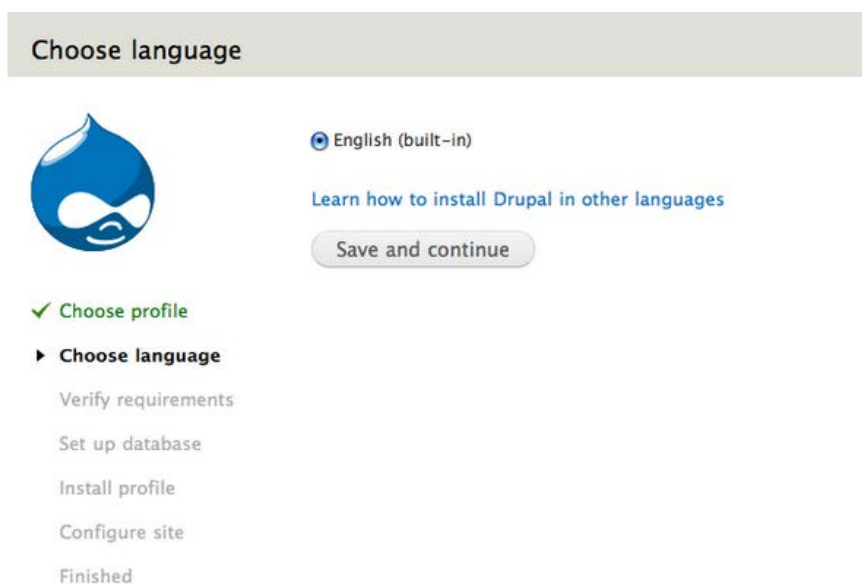 Choose language
English (built-in)
Learn how to install Drupal in other languages
Save and continue
Choose profile
Choose language
Verify requirements
Set up database
Install profile
Configure site
Finished